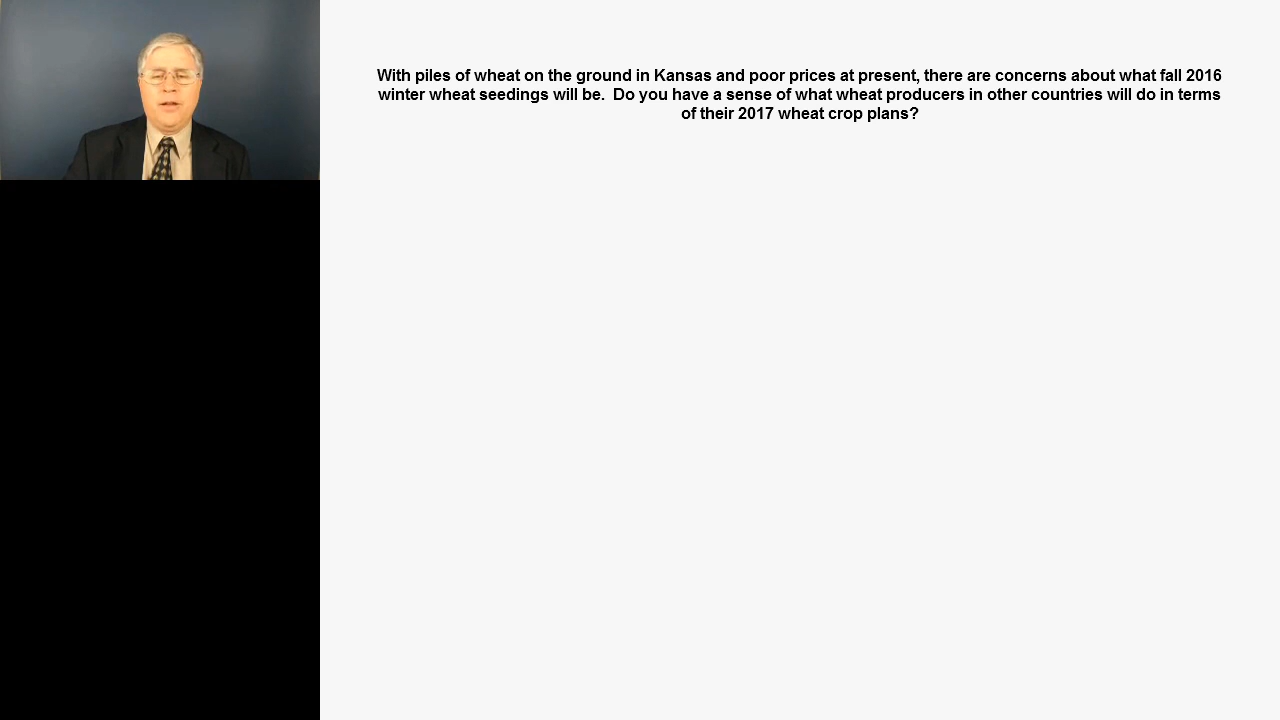 With piles of wheat on the ground in Kansas and poor prices at present, there are concerns about what fall 2016
winter wheat seedings will be.  Do you have a sense of what wheat producers in other countries will do in terms
of their 2017 wheat crop plans?